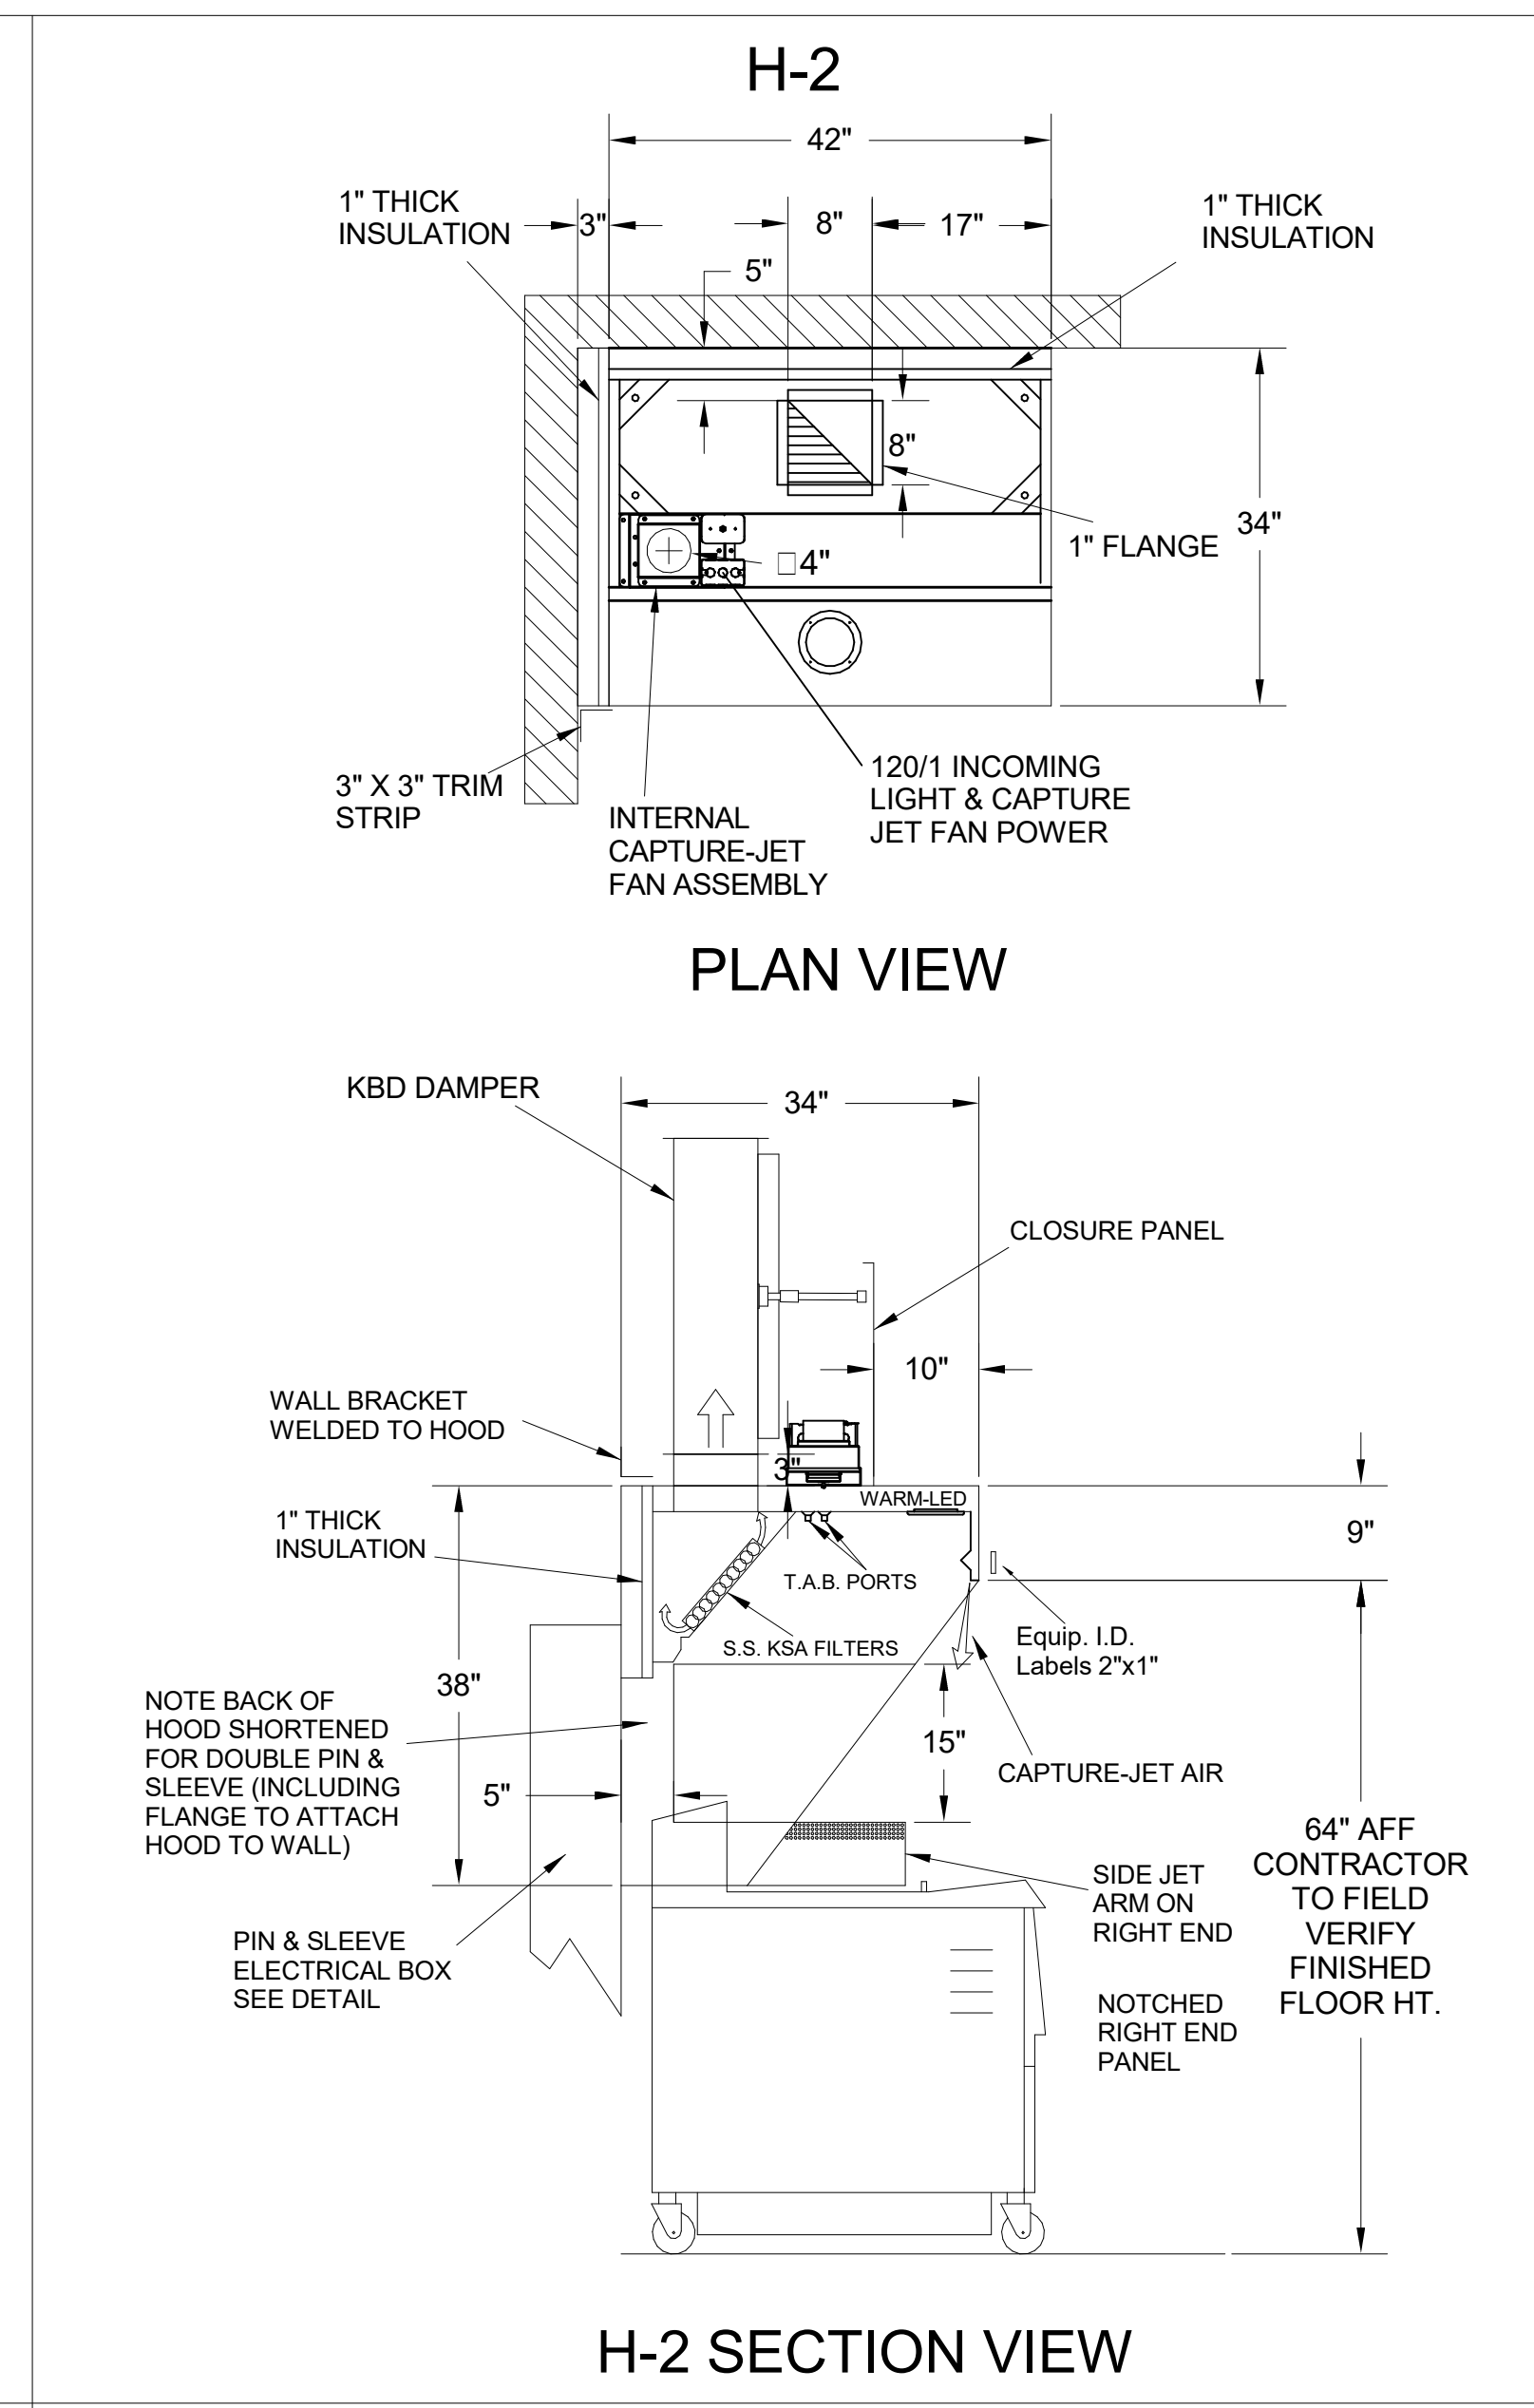 H-2
42"
1" THICK
INSULATION
3"
8"
17"
1" THICK
INSULATION
5"
8"
34"
1" FLANGE
□4"
3" X 3" TRIM
STRIP
INTERNAL
CAPTURE-JET
FAN ASSEMBLY
120/1 INCOMING
LIGHT & CAPTURE
JET FAN POWER
PLAN VIEW
KBD DAMPER
34"
CLOSURE PANEL
10"
WALL BRACKET
WELDED TO HOOD
3"
WARM-LED
1" THICK
INSULATION
9"
T.A.B. PORTS
S.S. KSA FILTERS
Equip. I.D.
Labels 2"x1"
38"
NOTE BACK OF
HOOD SHORTENED
FOR DOUBLE PIN &
SLEEVE (INCLUDING
FLANGE TO ATTACH
HOOD TO WALL)
15"
CAPTURE-JET AIR
5"
64" AFF
CONTRACTOR
TO FIELD
VERIFY
FINISHED
FLOOR HT.
SIDE JET
ARM ON
RIGHT END
PIN & SLEEVE
ELECTRICAL BOX
SEE DETAIL
NOTCHED
RIGHT END
PANEL
H-2 SECTION VIEW